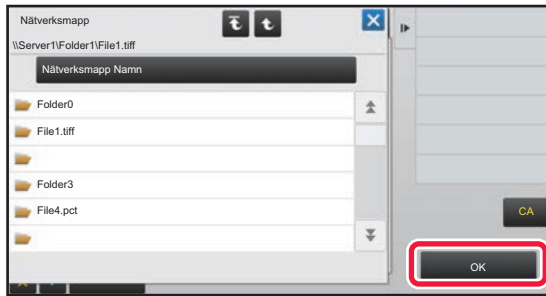 Nätverksmapp
\\Server1\Folder1\File1.tiff
Nätverksmapp Namn
Folder0
File1.tiff
Folder3
File4.pct
CA
OK